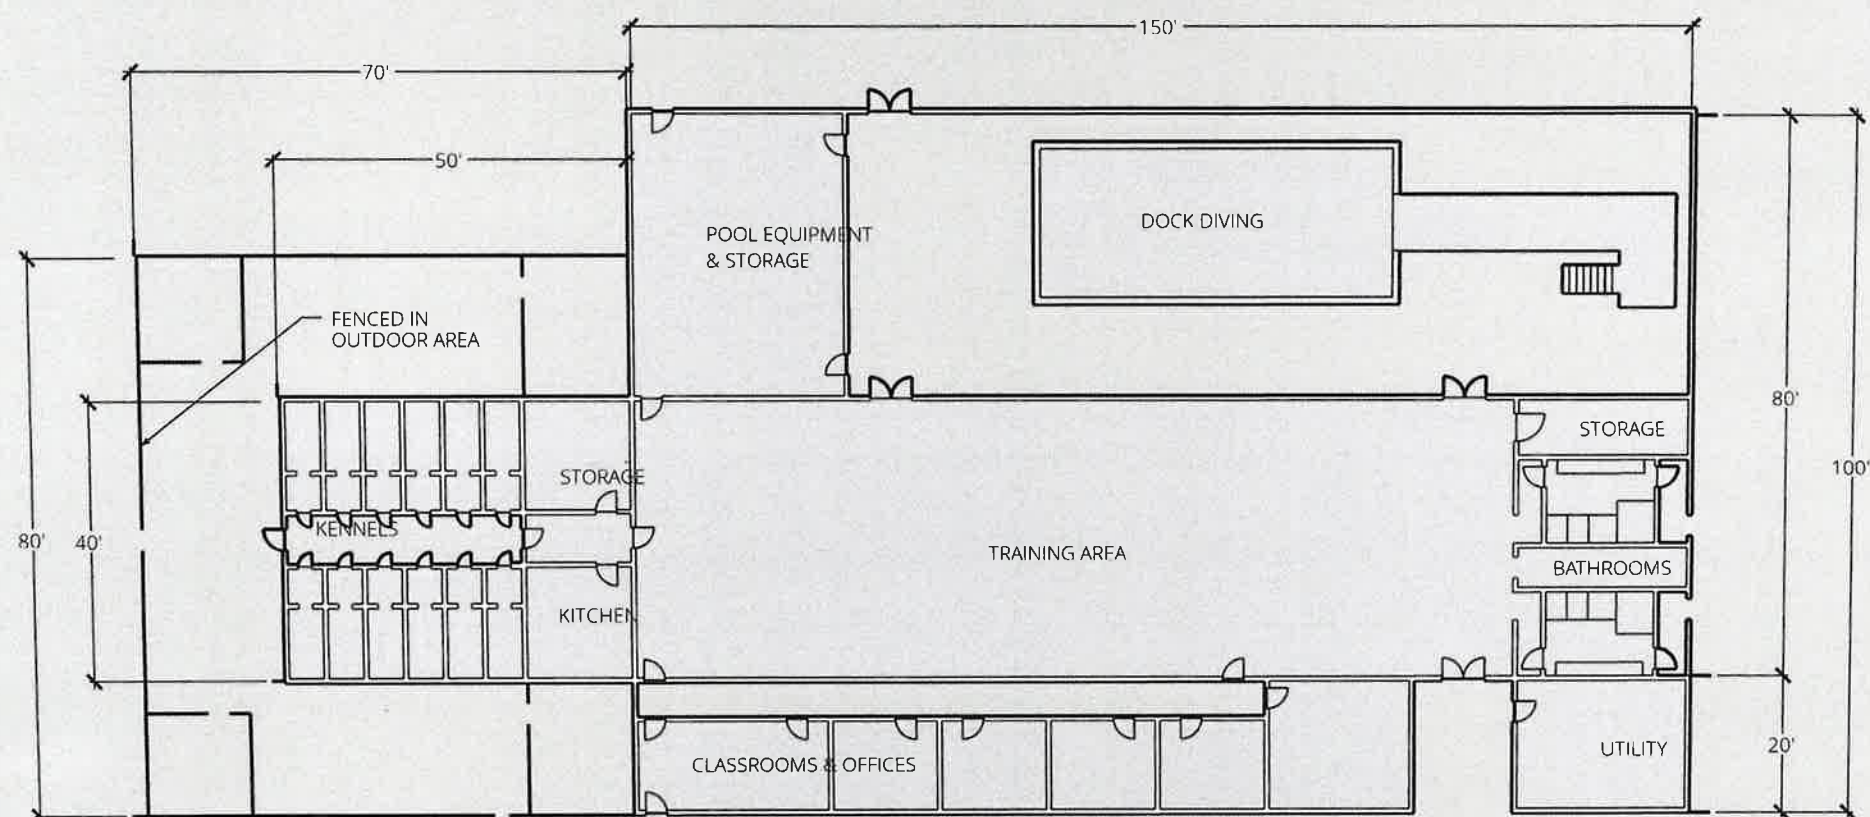 150'
70'
50'
POOL EQUIPMENT
& STORAGE
DOCK DIVING
FENCED IN
OUTDOOR AREA
80'
STORAGE
STORAGE
100'
KENNELS
80'
40'
TRAINING AREA
BATHROOMS
KITCHEN
CLASSROOMS & OFFICES
UTILITY
20'